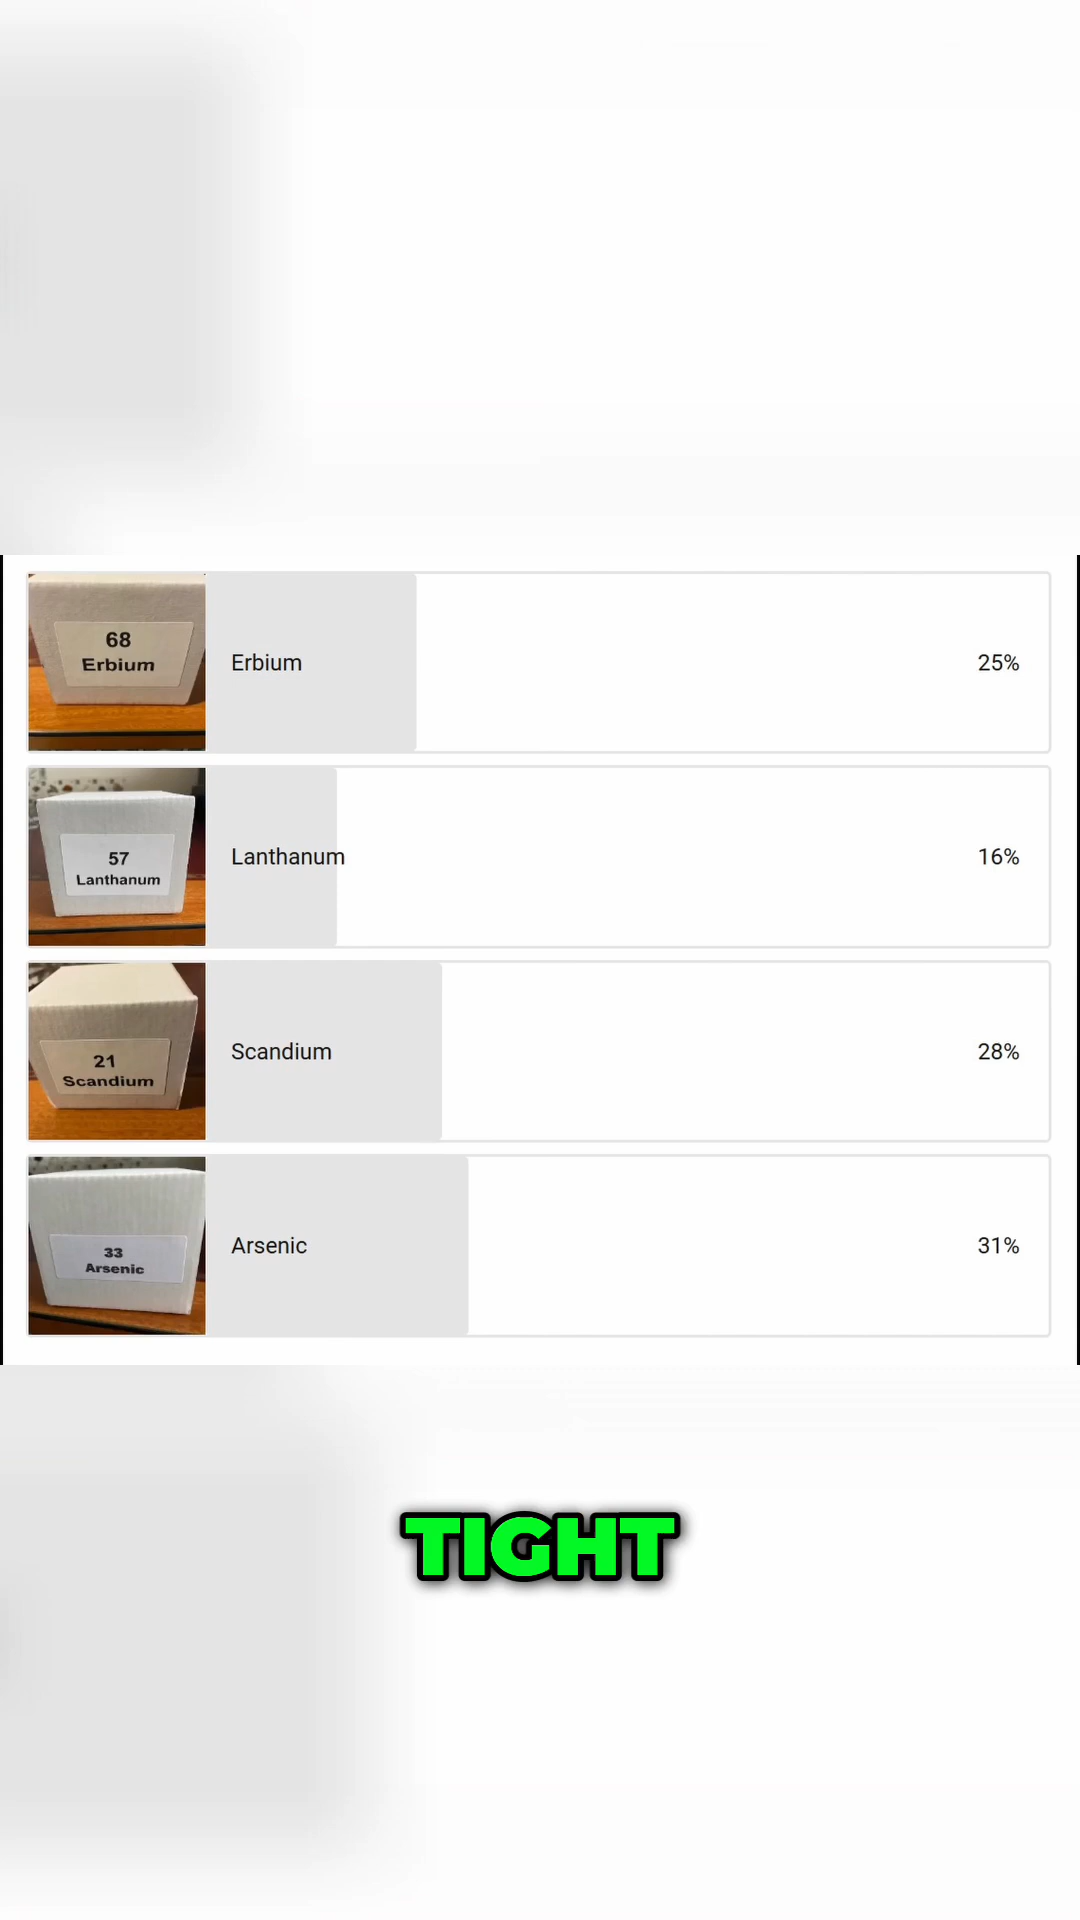 68
Erbium
Erbium
25%
57
Lanthanum
Lanthanum
16%
21
Scandium
Scandium
28%
33
Arsenic
Arsenic
31%
TIGHT